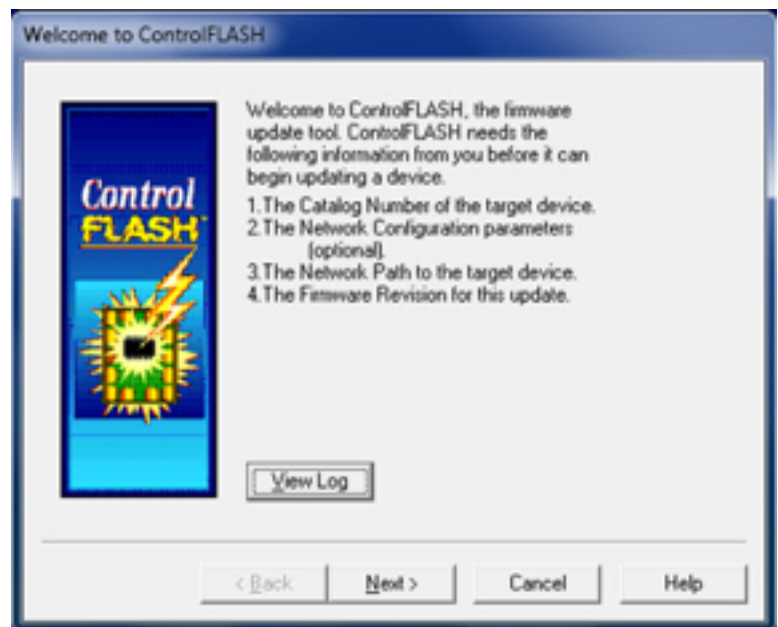 Welcome to ControlFLASH
Control
FLASH
Welcome to ControlFLASH, the firmware
update tool. ControlFLASH needs the
following information from you before it can
begin updating a device.
1.The Catalog Number of the target device.
2.The Network Configuration parameters
(optional).
3.The Network Path to the target device.
4.The Firmware Revision for this update.
View Log
< Back
Next >
Cancel
Help